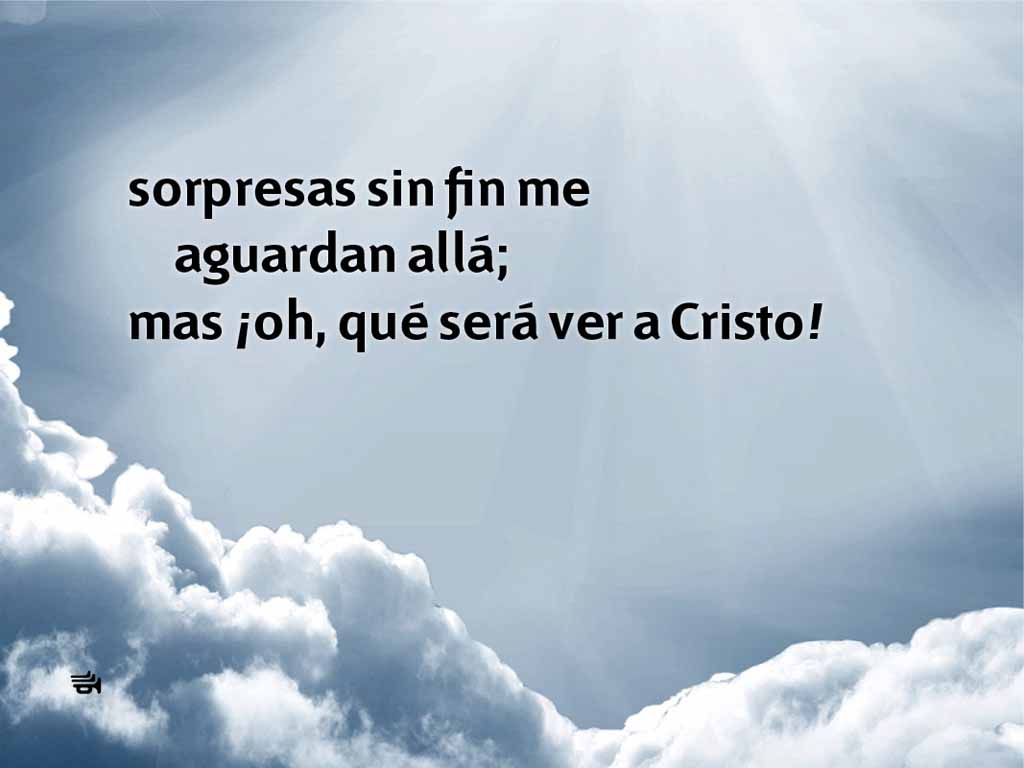 sorpresas sin fin me
aguardan allá;
mas ¡oh, qué será ver a Cristo!